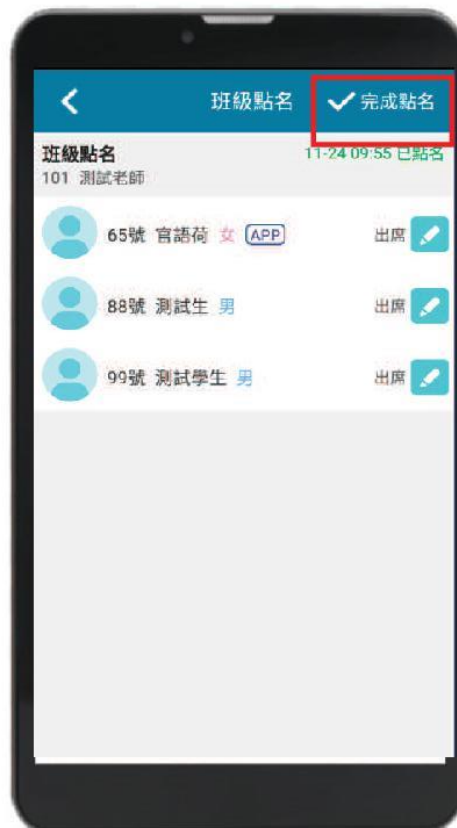 班級點名 完成點名
班級點名 11-24 09:55 已點名
101 測試老師
65號 官語荷 女 APP 出席
88號 測試生 男 出席
99號 測試學生 男 出席